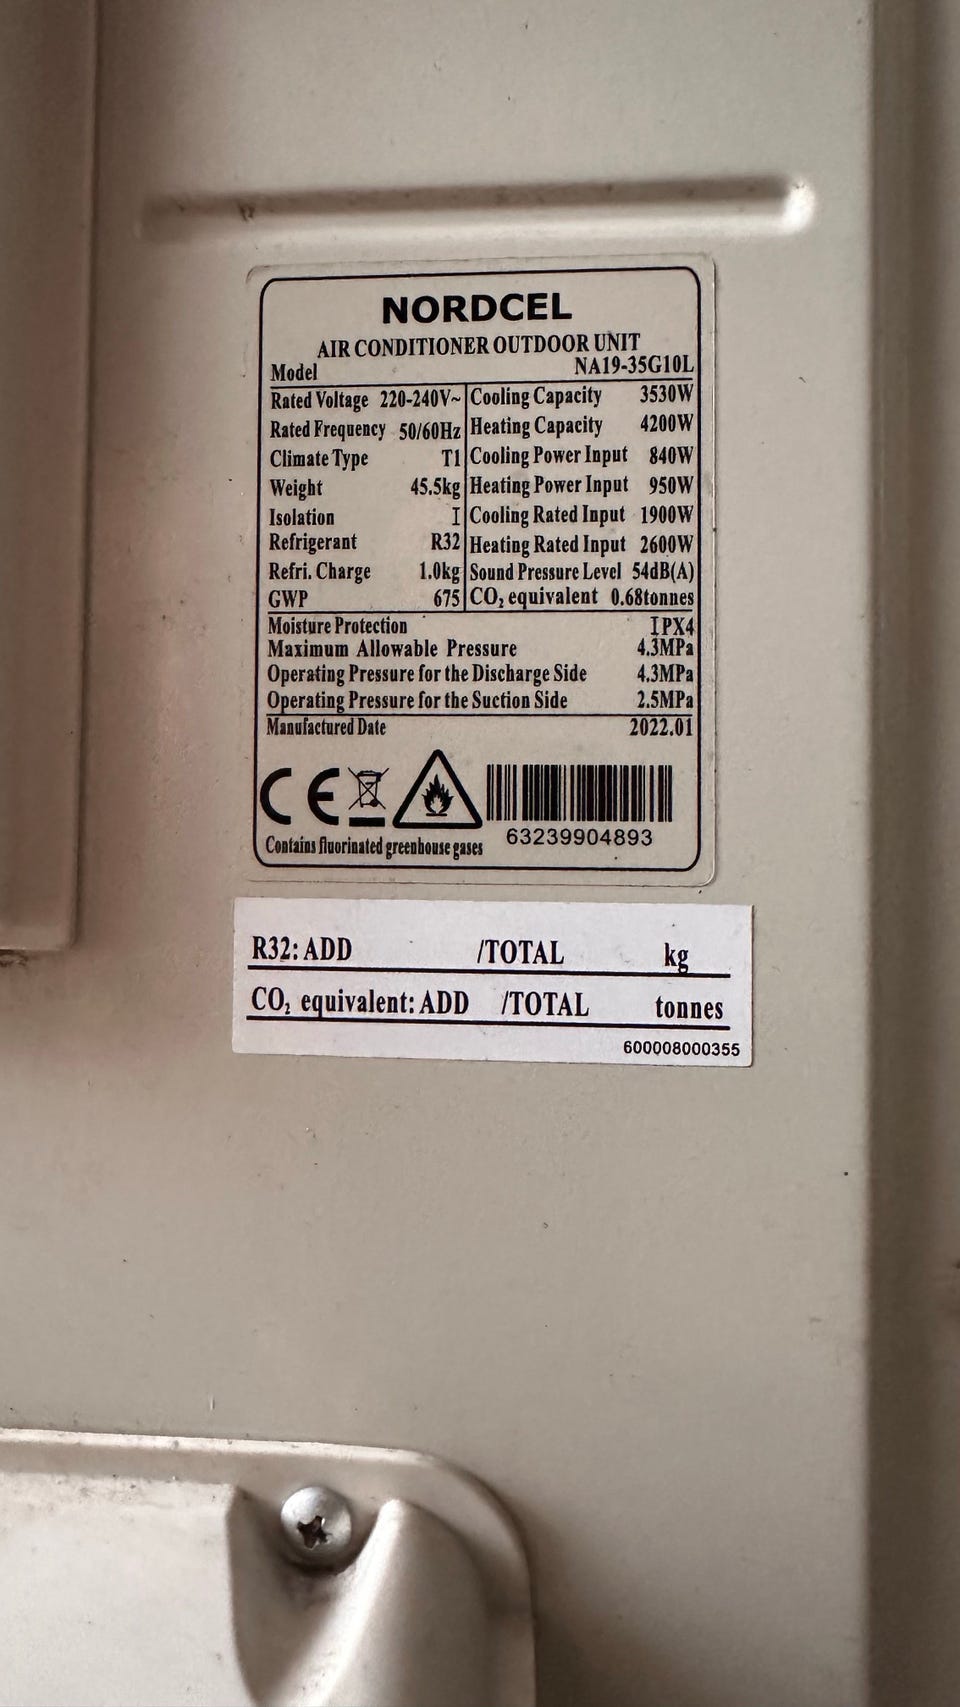 NORDCEL
AIR CONDITIONER OUTDOOR UNIT
Model NA19-35G10L
Rated Voltage 220-240V~ Cooling Capacity 3530W
Rated Frequency 50/60Hz Heating Capacity 4200W
Climate Type T1 Cooling Power Input 840W
Weight 45.5kg Heating Power Input 950W
Isolation I Cooling Rated Input 1900W
Refrigerant R32 Heating Rated Input 2600W
Refri. Charge 1.0kg Sound Pressure Level 54dB(A)
GWP 675 CO₂ equivalent 0.68tonnes
Moisture Protection IPX4
Maximum Allowable Pressure 4.3MPa
Operating Pressure for the Discharge Side 4.3MPa
Operating Pressure for the Suction Side 2.5MPa
Manufactured Date 2022.01
CE
63239904893
Contains fluorinated greenhouse gases
R32: ADD /TOTAL kg
CO₂ equivalent: ADD /TOTAL tonnes
600008000355